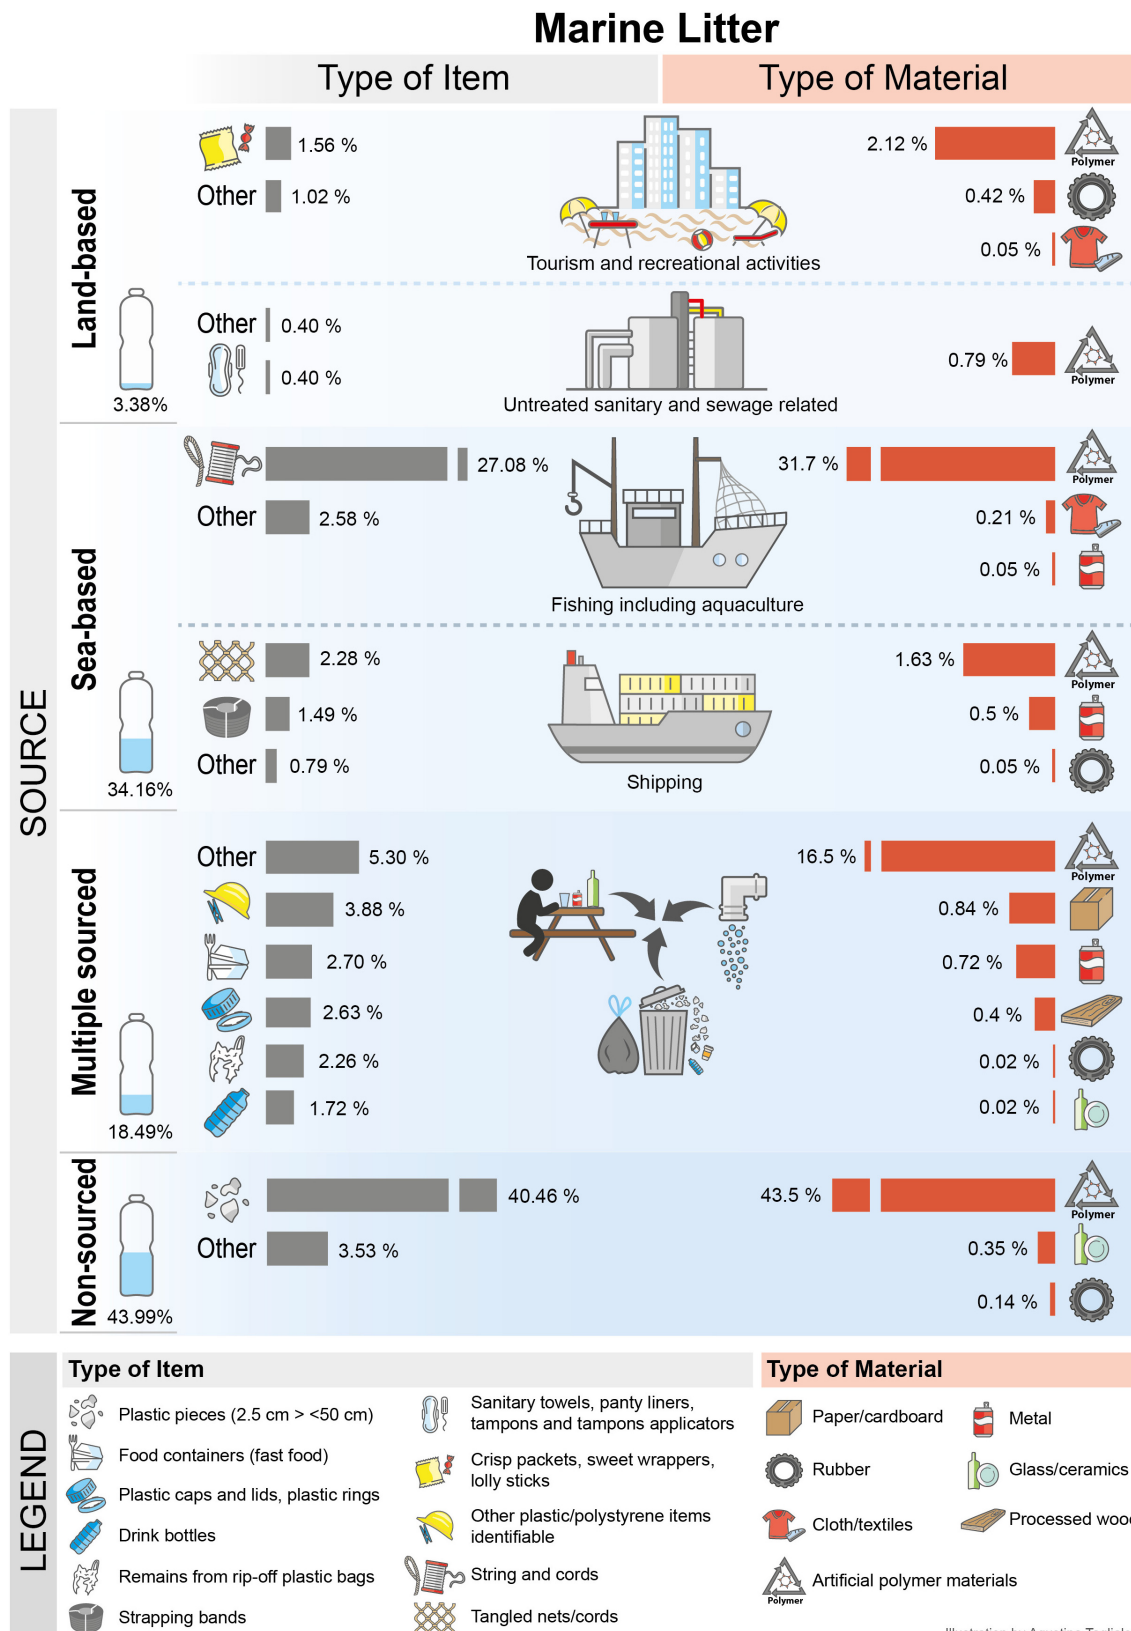 Marine Litter
Type of Item
Type of Material
SOURCE
Land-based
3.38%
1.56 %
Other
1.02 %
Tourism and recreational activities
2.12 %
Polymer
0.42 %
0.05 %
Other
0.40 %
0.40 %
Untreated sanitary and sewage related
0.79 %
Polymer
Sea-based
34.16%
27.08 %
Other
2.58 %
Fishing including aquaculture
31.7 %
Polymer
0.21 %
0.05 %
2.28 %
1.49 %
Other
0.79 %
Shipping
1.63 %
Polymer
0.5 %
0.05 %
Multiple sourced
18.49%
Other
5.30 %
3.88 %
2.70 %
2.63 %
2.26 %
1.72 %
16.5 %
Polymer
0.84 %
0.72 %
0.4 %
0.02 %
0.02 %
Non-sourced
43.99%
40.46 %
Other
3.53 %
43.5 %
Polymer
0.35 %
0.14 %
LEGEND
Type of Item
Plastic pieces (2.5 cm > <50 cm)
Food containers (fast food)
Plastic caps and lids, plastic rings
Drink bottles
Remains from rip-off plastic bags
Strapping bands
Sanitary towels, panty liners,
tampons and tampons applicators
Crisp packets, sweet wrappers,
lolly sticks
Other plastic/polystyrene items
identifiable
String and cords
Tangled nets/cords
Type of Material
Paper/cardboard
Rubber
Cloth/textiles
Polymer
Artificial polymer materials
Metal
Glass/ceramics
Processed